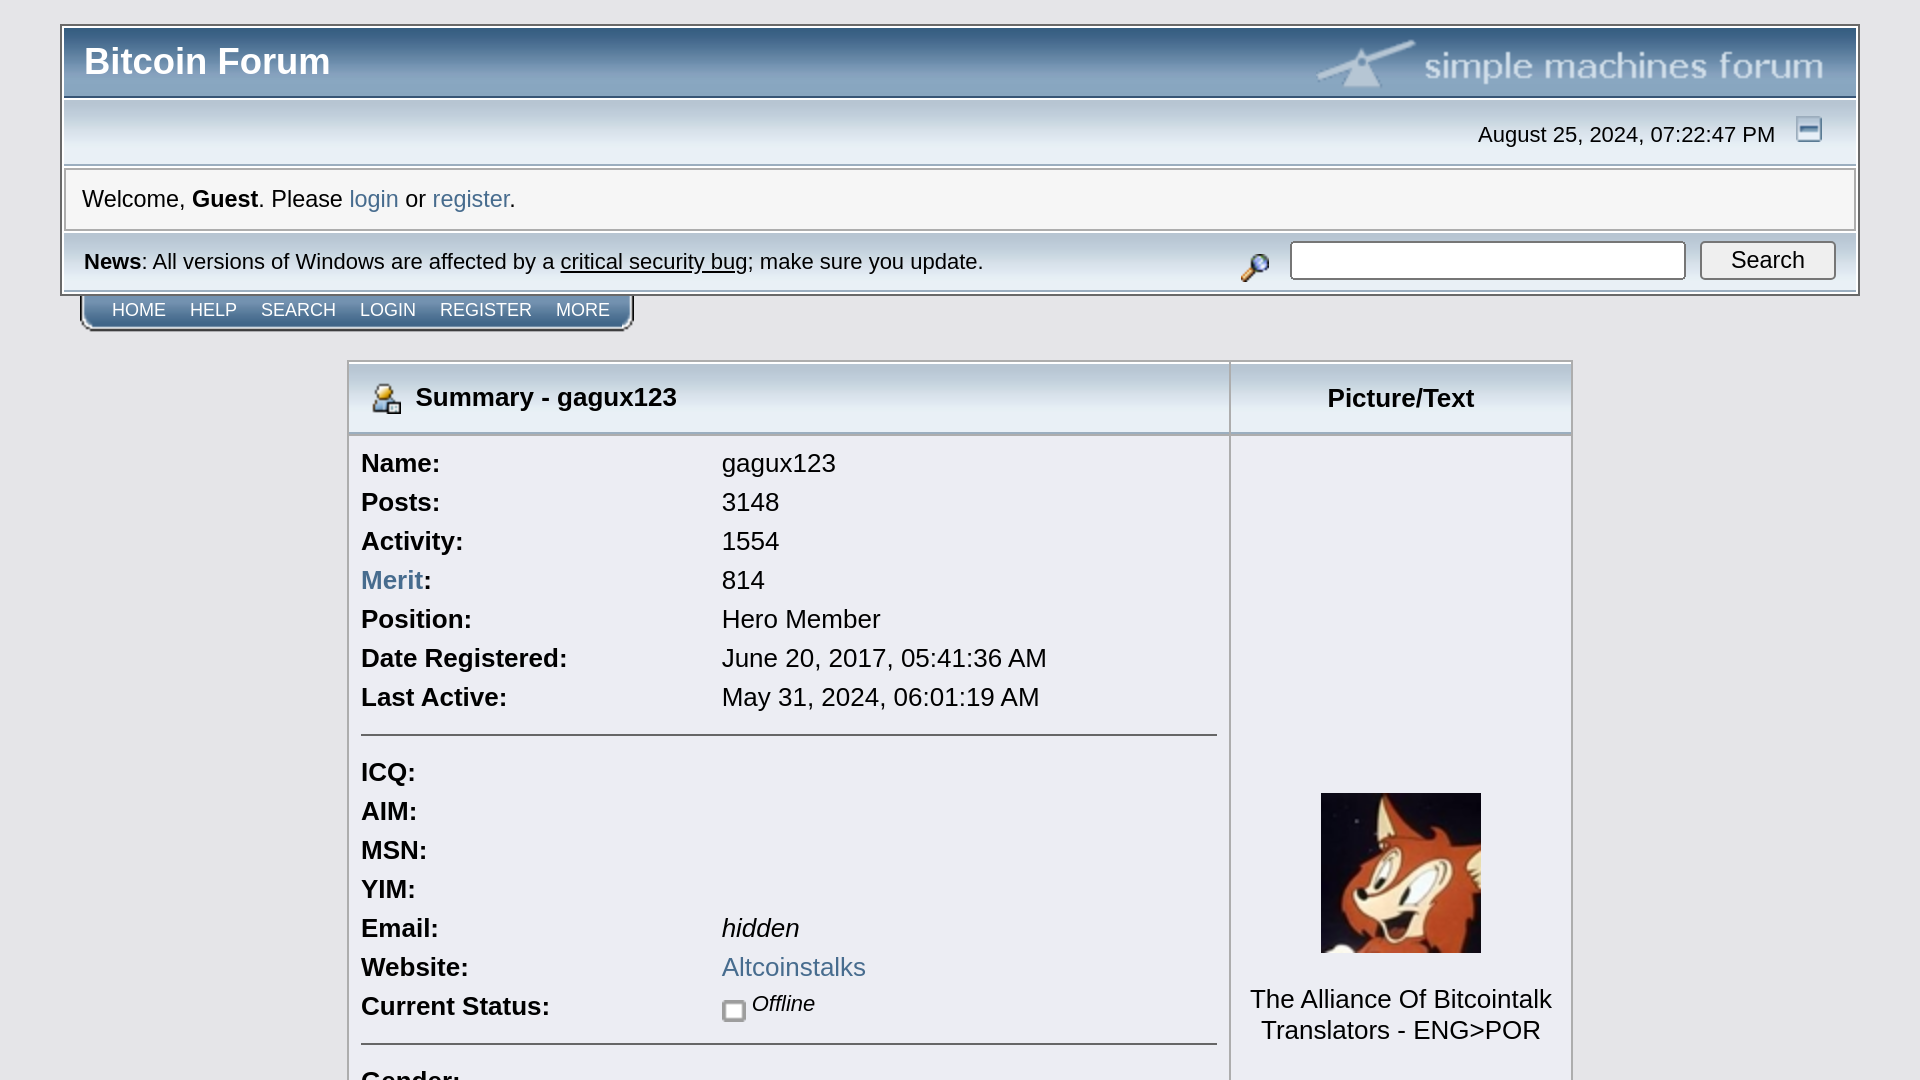 Bitcoin Forum
simple machines forum
August 25, 2024, 07:22:47 PM
Welcome, Guest. Please login or register.
News: All versions of Windows are affected by a critical security bug; make sure you update.
Search
HOME HELP SEARCH LOGIN REGISTER MORE
Summary - gagux123
Picture/Text
Name: gagux123
Posts: 3148
Activity: 1554
Merit: 814
Position: Hero Member
Date Registered: June 20, 2017, 05:41:36 AM
Last Active: May 31, 2024, 06:01:19 AM
ICQ:
AIM:
MSN:
YIM:
Email: hidden
Website: Altcoinstalks
Current Status: Offline
The Alliance Of Bitcointalk
Translators - ENG>POR
Gender: